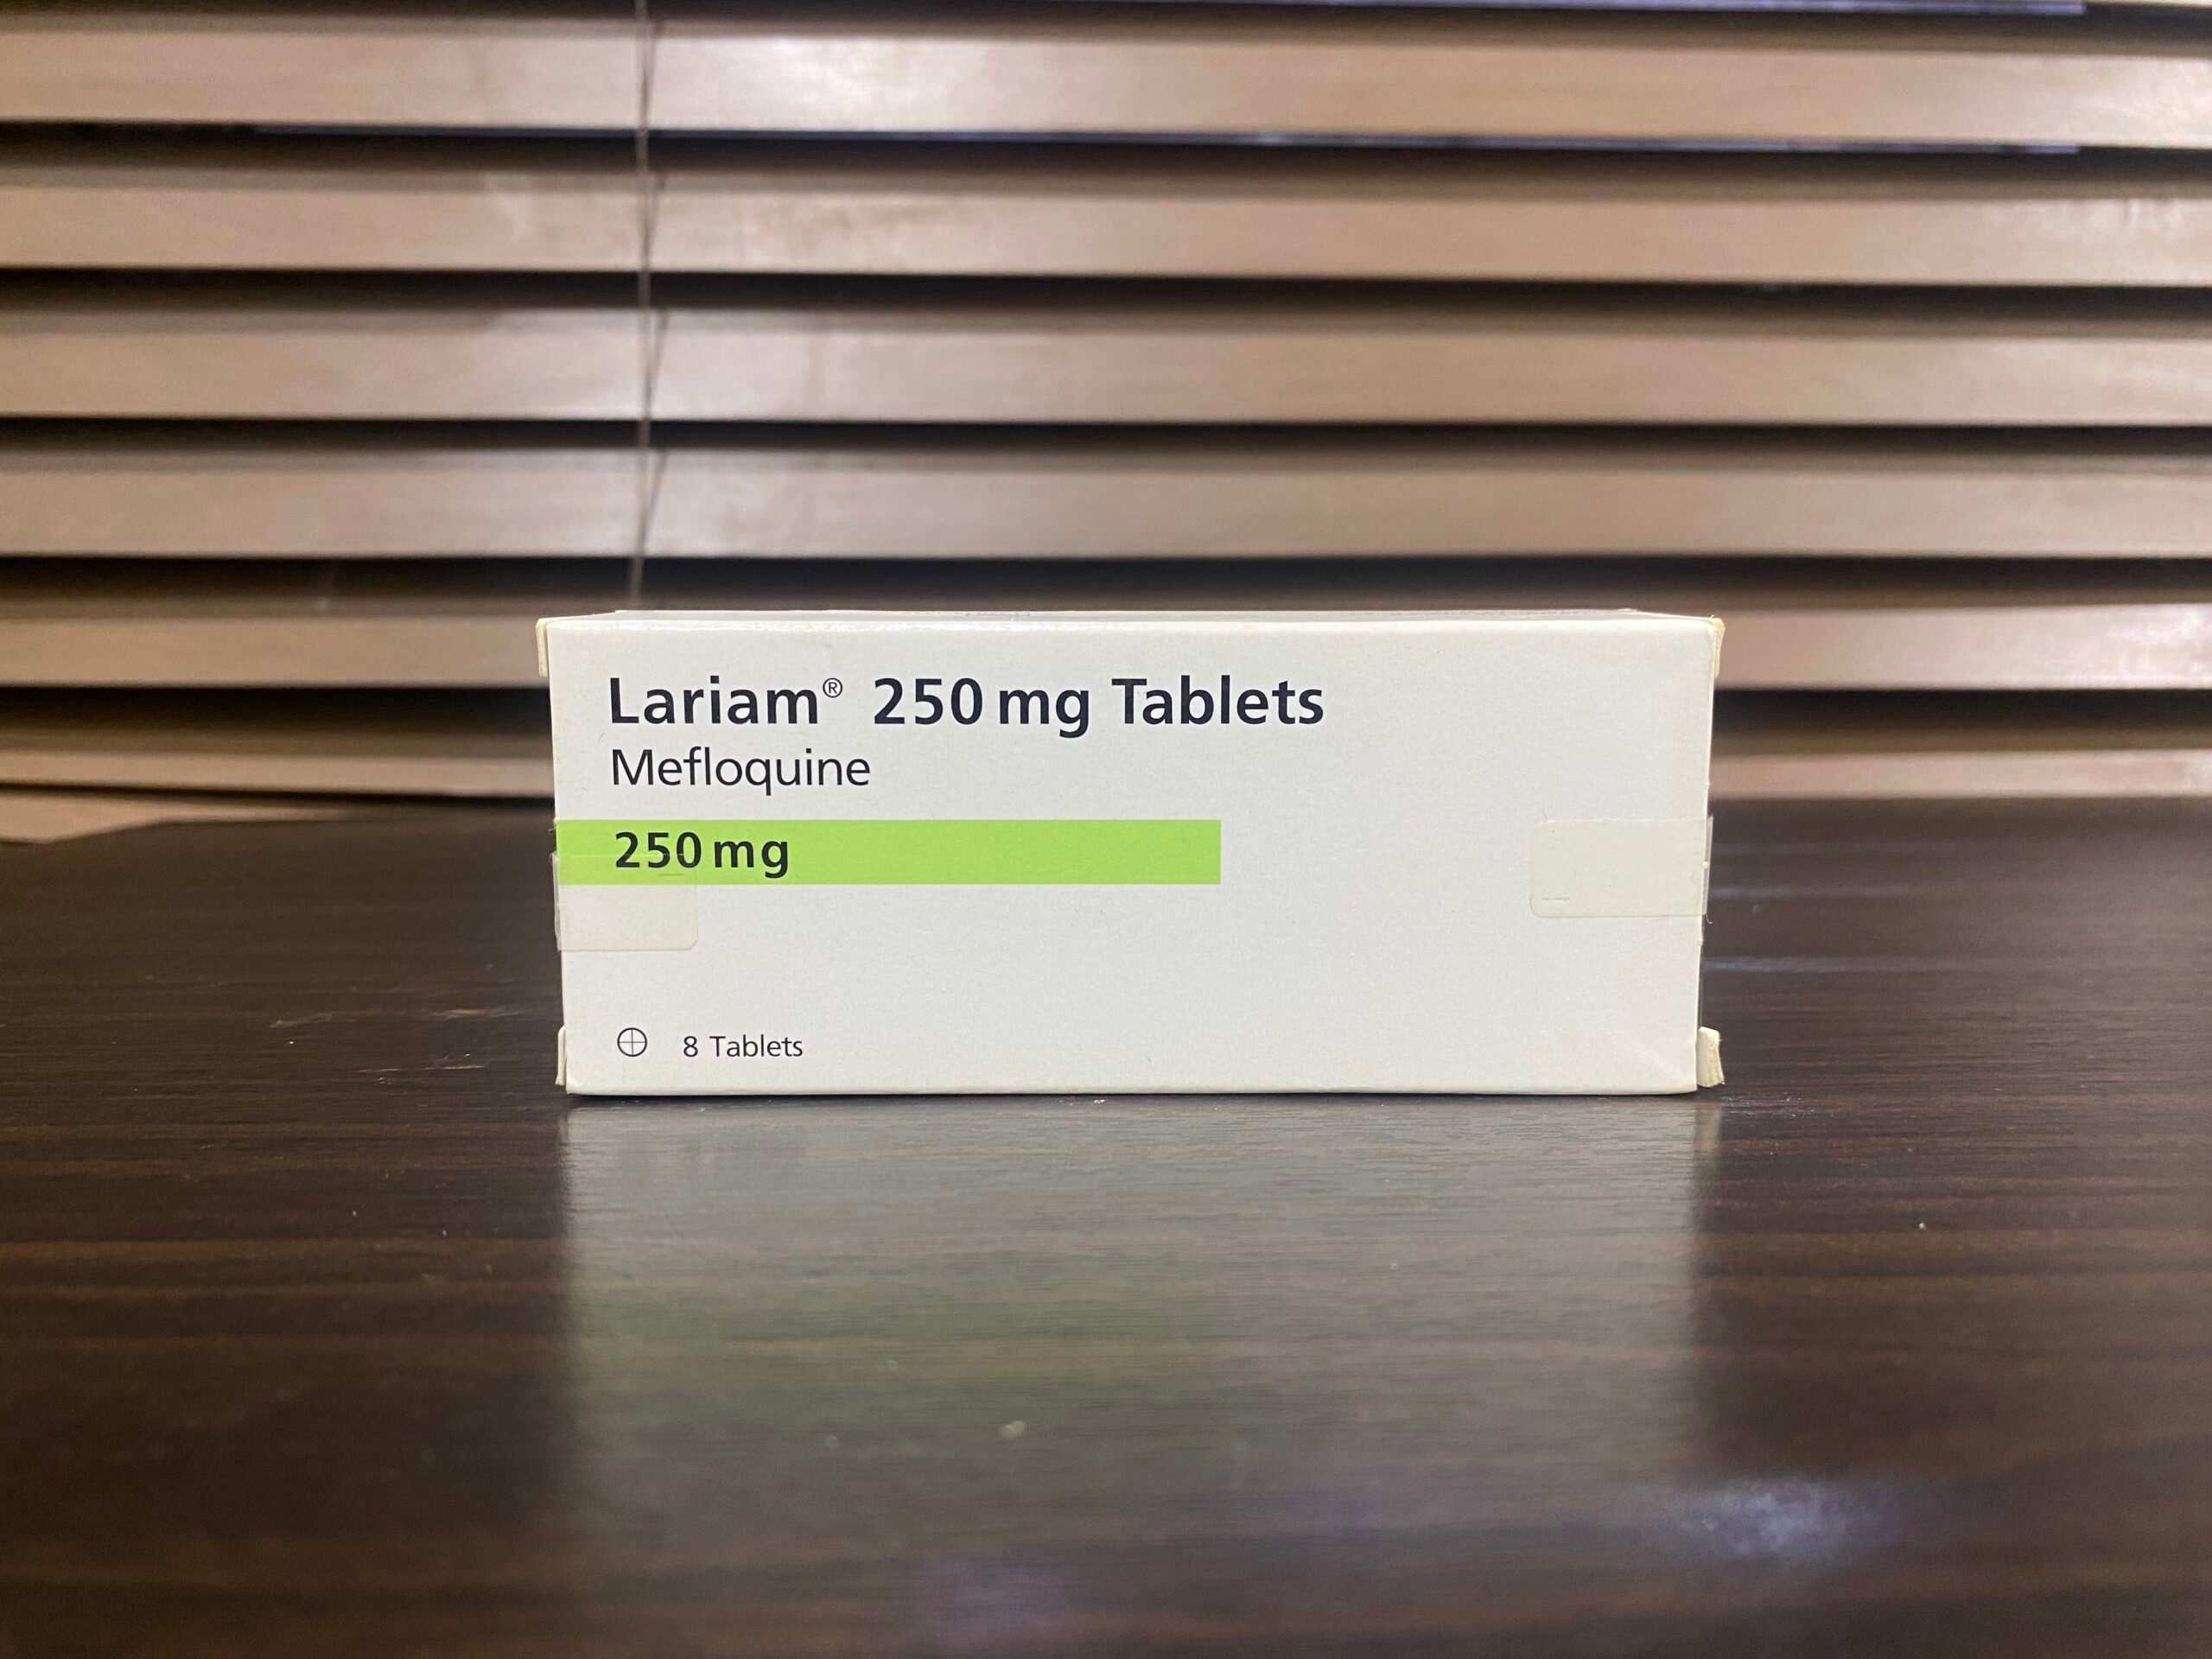 Lariam® 250 mg Tablets
Mefloquine
250 mg
8 Tablets